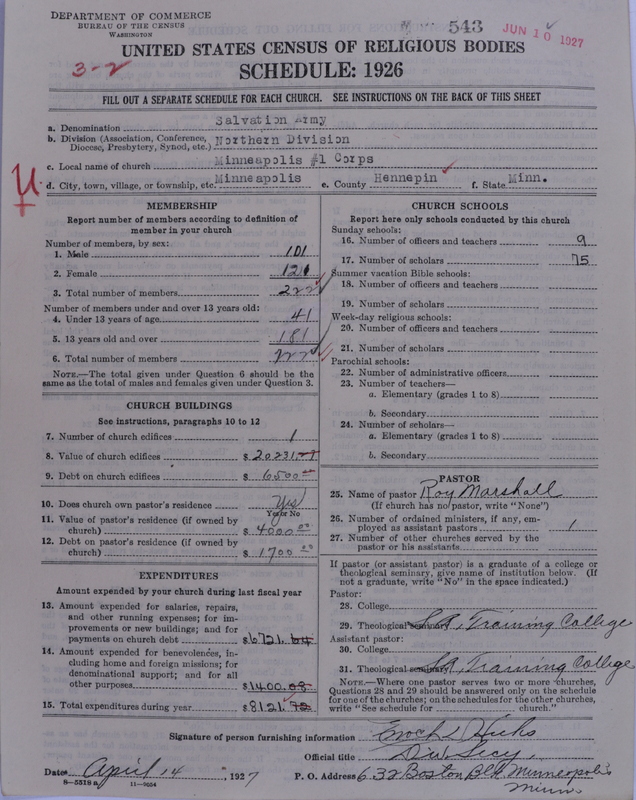 DEPARTMENT OF COMMERCE
BUREAU OF THE CENSUS
WASHINGTON
543
JUN 10 1927
UNITED STATES CENSUS OF RELIGIOUS BODIES
3-2
SCHEDULE: 1926
FILL OUT A SEPARATE SCHEDULE FOR EACH CHURCH. SEE INSTRUCTIONS ON THE BACK OF THIS SHEET
a. Denomination Salvation Army
b. Division (Association, Conference, Diocese, Presbytery, Synod, etc.) Northern Division
c. Local name of church Minneapolis #1 Corps
d. City, town, village, or township, etc. Minneapolis e. County Hennepin f. State Minn.
MEMBERSHIP
Report number of members according to definition of
member in your church
Number of members, by sex:
1. Male 101
2. Female 121
3. Total number of members 222
Number of members under and over 13 years old:
4. Under 13 years of age 41
5. 13 years old and over 181
6. Total number of members 222
NOTE.—The total given under Question 6 should be
same as the total of males and females given under Question 3.
CHURCH BUILDINGS
See instructions, paragraphs 10 to 12
7. Number of church edifices 1
8. Value of church edifices $ 20231
9. Debt on church edifices $ 6500
10. Does church own pastor's residence Yes
Yes or No
11. Value of pastor's residence (if owned by
church) $ 4000 00
12. Debt on pastor's residence (if owned by
church) $ 1700 00
EXPENDITURES
Amount expended by your church during last fiscal year
13. Amount expended for salaries, repairs,
and other running expenses; for im-
provements or new buildings; and for
payments on church debt $6721.64
14. Amount expended for benevolences, in-
cluding home and foreign missions; for
denominational support; and for all
other purposes $1400.08
15. Total expenditures during year $8121.72
CHURCH SCHOOLS
Report here only schools conducted by this church
Sunday schools:
16. Number of officers and teachers 9
17. Number of scholars 75
Summer vacation Bible schools:
18. Number of officers and teachers
19. Number of scholars
Week-day religious schools:
20. Number of officers and teachers
21. Number of scholars
Parochial schools:
22. Number of administrative officers
23. Number of teachers—
a. Elementary (grades 1 to 8)
b. Secondary
24. Number of scholars—
a. Elementary (grades 1 to 8)
b. Secondary
PASTOR
25. Name of pastor Roy Marshall
(If church has no pastor, write "None")
26. Number of ordained ministers, if any, em-
ployed as assistant pastors 1
27. Number of other churches served by the
pastor or his assistants
If pastor (or assistant pastor) is a graduate of a college or
theological seminary, give name of institution below. (If
not a graduate, write "No" in the space indicated.)
Pastor:
28. College
29. Theological seminary S.A. Training College
Assistant pastor:
30. College
31. Theological seminary S.A. Training College
NOTE.—Where one pastor serves two or more churches,
Questions 28 and 29 should be answered only on the schedule
for one of the churches; on the schedules for the other churches,
write "See schedule for church."
Signature of person furnishing information Enoch L Hicks
Official title Div Secy,
Date April 14, 1927 P. O. Address 632 Boston Blk Minneapolis
Minn
8-5518 a 11-9054